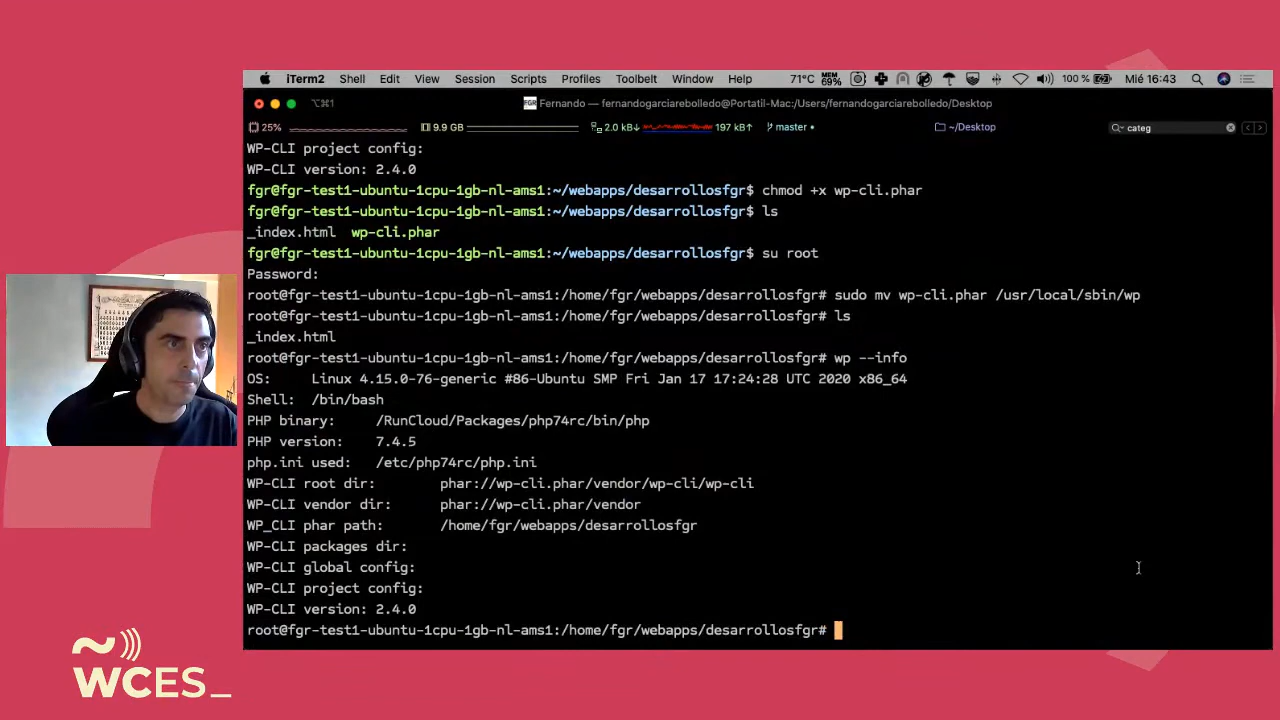 iTerm2 Shell Edit View Session Scripts Profiles Toolbelt Window Help 71°C MEM 69% 100 % Mié 16:43
⌥⌘1 FGR Fernando — fernandogarciarebolledo@Portatil-Mac:/Users/fernandogarciarebolledo/Desktop
25% 9.9 GB 2.0 kB↓ 197 kB↑ master ~/Desktop categ
WP-CLI project config:
WP-CLI version: 2.4.0
fgr@fgr-test1-ubuntu-1cpu-1gb-nl-ams1:~/webapps/desarrollosfgr$ chmod +x wp-cli.phar
fgr@fgr-test1-ubuntu-1cpu-1gb-nl-ams1:~/webapps/desarrollosfgr$ ls
_index.html wp-cli.phar
fgr@fgr-test1-ubuntu-1cpu-1gb-nl-ams1:~/webapps/desarrollosfgr$ su root
Password:
root@fgr-test1-ubuntu-1cpu-1gb-nl-ams1:/home/fgr/webapps/desarrollosfgr# sudo mv wp-cli.phar /usr/local/sbin/wp
root@fgr-test1-ubuntu-1cpu-1gb-nl-ams1:/home/fgr/webapps/desarrollosfgr# ls
_index.html
root@fgr-test1-ubuntu-1cpu-1gb-nl-ams1:/home/fgr/webapps/desarrollosfgr# wp --info
OS: Linux 4.15.0-76-generic #86-Ubuntu SMP Fri Jan 17 17:24:28 UTC 2020 x86_64
Shell: /bin/bash
PHP binary: /RunCloud/Packages/php74rc/bin/php
PHP version: 7.4.5
php.ini used: /etc/php74rc/php.ini
WP-CLI root dir: phar://wp-cli.phar/vendor/wp-cli/wp-cli
WP-CLI vendor dir: phar://wp-cli.phar/vendor
WP_CLI phar path: /home/fgr/webapps/desarrollosfgr
WP-CLI packages dir:
WP-CLI global config:
WP-CLI project config:
WP-CLI version: 2.4.0
root@fgr-test1-ubuntu-1cpu-1gb-nl-ams1:/home/fgr/webapps/desarrollosfgr#
WCES_